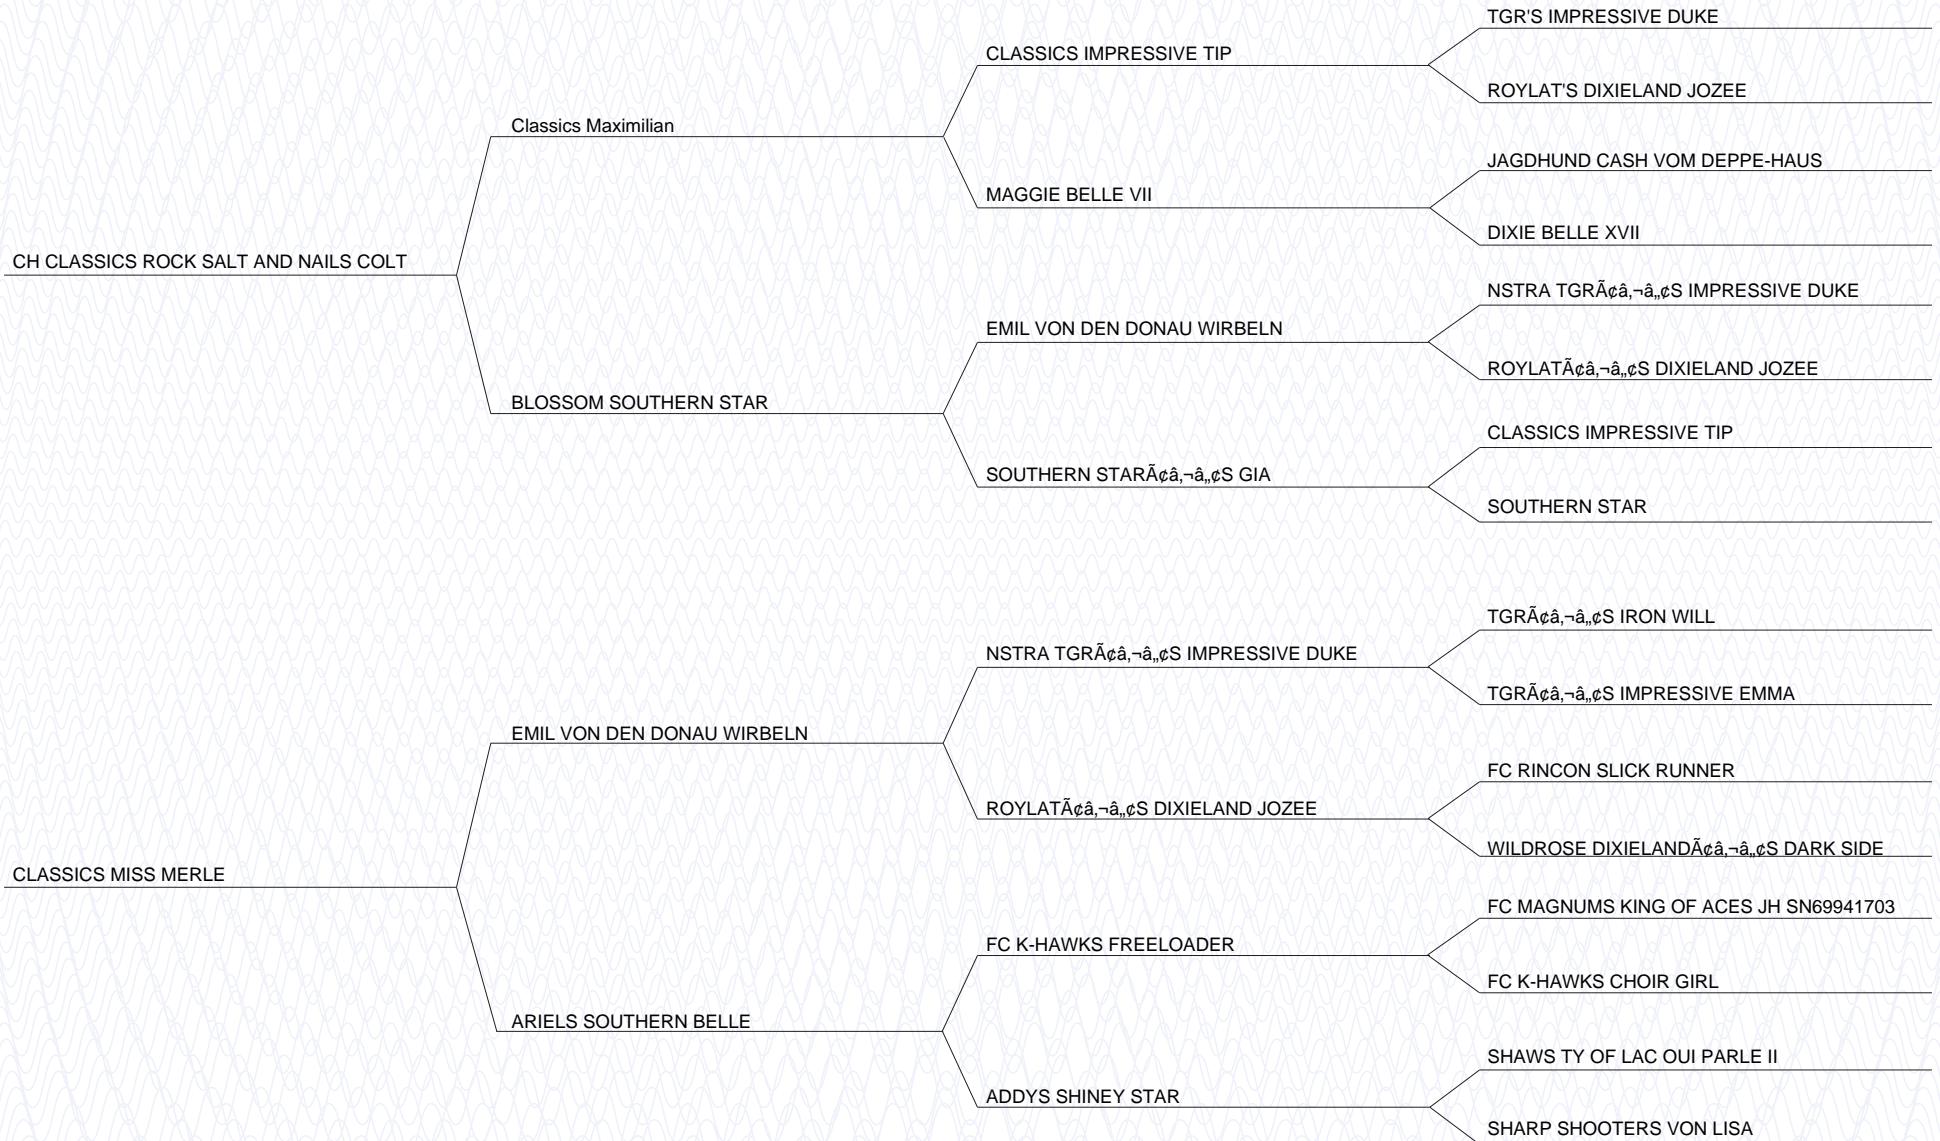 TGR'S IMPRESSIVE DUKE
CLASSICS IMPRESSIVE TIP
ROYLAT'S DIXIELAND JOZEE
Classics Maximilian
JAGDHUND CASH VOM DEPPE-HAUS
MAGGIE BELLE VII
DIXIE BELLE XVII
CH CLASSICS ROCK SALT AND NAILS COLT
NSTRA TGRÃ¢â‚¬â„¢S IMPRESSIVE DUKE
EMIL VON DEN DONAU WIRBELN
ROYLATÃ¢â‚¬â„¢S DIXIELAND JOZEE
BLOSSOM SOUTHERN STAR
CLASSICS IMPRESSIVE TIP
SOUTHERN STARÃ¢â‚¬â„¢S GIA
SOUTHERN STAR
TGRÃ¢â‚¬â„¢S IRON WILL
NSTRA TGRÃ¢â‚¬â„¢S IMPRESSIVE DUKE
TGRÃ¢â‚¬â„¢S IMPRESSIVE EMMA
EMIL VON DEN DONAU WIRBELN
FC RINCON SLICK RUNNER
ROYLATÃ¢â‚¬â„¢S DIXIELAND JOZEE
WILDROSE DIXIELANDÃ¢â‚¬â„¢S DARK SIDE
CLASSICS MISS MERLE
FC MAGNUMS KING OF ACES JH SN69941703
FC K-HAWKS FREELOADER
FC K-HAWKS CHOIR GIRL
ARIELS SOUTHERN BELLE
SHAWS TY OF LAC OUI PARLE II
ADDYS SHINEY STAR
SHARP SHOOTERS VON LISA